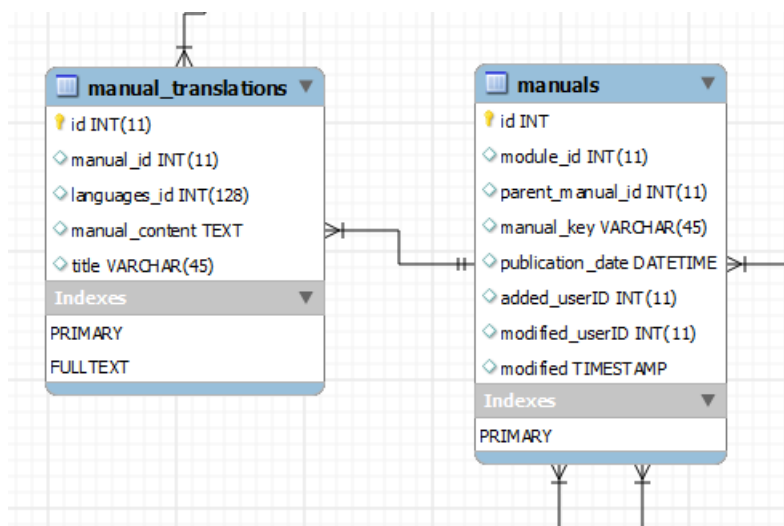 manual_translations
id INT(11)
manual_id INT(11)
languages_id INT(128)
manual_content TEXT
title VARCHAR(45)
Indexes
PRIMARY
FULLTEXT
manuals
id INT
module_id INT(11)
parent_manual_id INT(11)
manual_key VARCHAR(45)
publication_date DATETIME
added_userID INT(11)
modified_userID INT(11)
modified TIMESTAMP
Indexes
PRIMARY